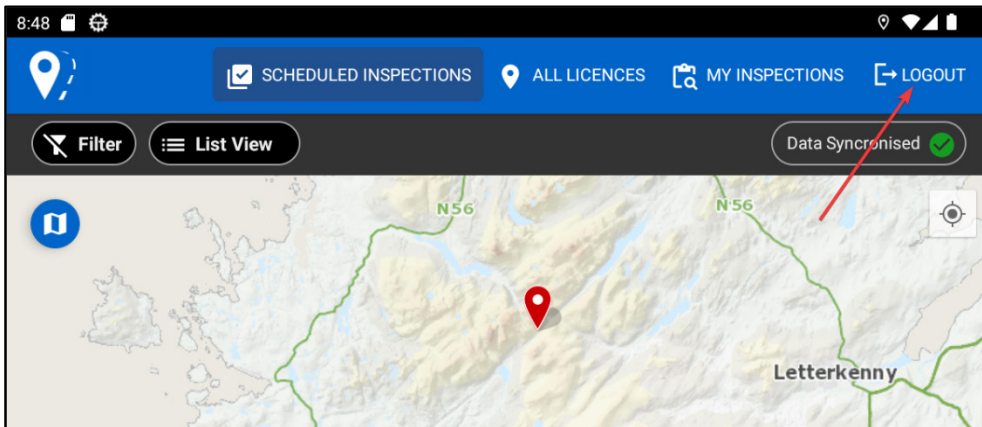 8:48
SCHEDULED INSPECTIONS
ALL LICENCES
MY INSPECTIONS
LOGOUT
Filter
List View
Data Syncronised
N56
N56
Letterkenny